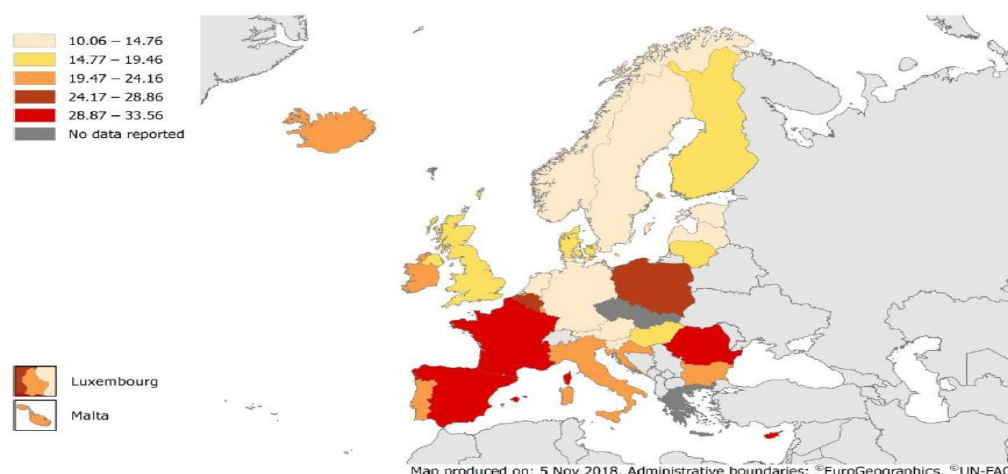 10.06 – 14.76
14.77 – 19.46
19.47 – 24.16
24.17 – 28.86
28.87 – 33.56
No data reported
Luxembourg
Malta
Map produced on: 5 Nov 2018. Administrative boundaries: ©EuroGeographics, ©UN-FAO